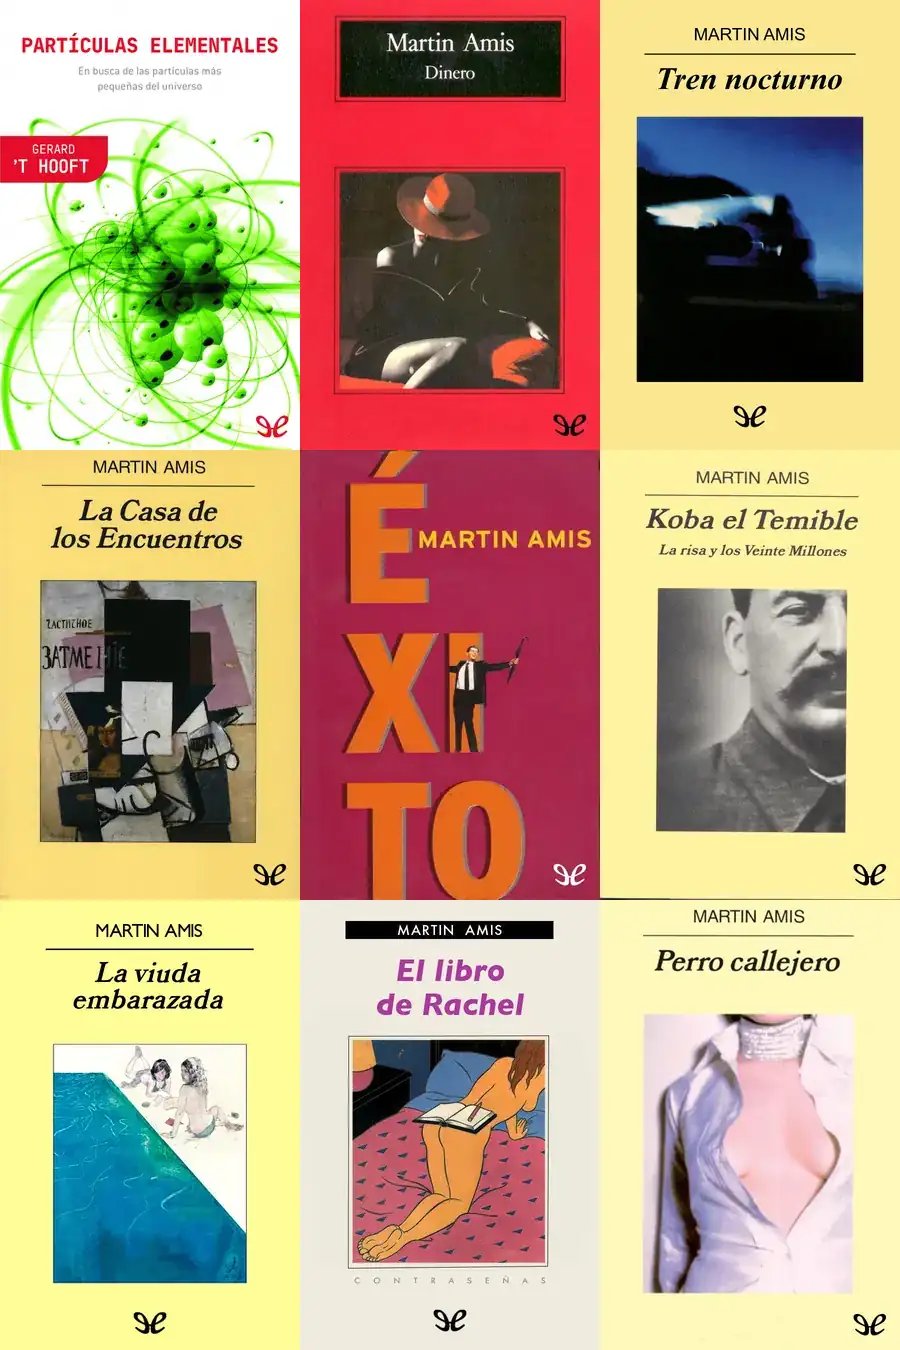 PARTÍCULAS ELEMENTALES
En busca de las partículas más
pequeñas del universo
GERARD
'T HOOFT
Martin Amis
Dinero
MARTIN AMIS
Tren nocturno
MARTIN AMIS
La Casa de
los Encuentros
ЗАТМЕНІЕ
MARTIN AMIS
É
XI
TO
MARTIN AMIS
Koba el Temible
La risa y los Veinte Millones
MARTIN AMIS
La viuda
embarazada
MARTIN AMIS
El libro
de Rachel
CONTRASEÑAS
MARTIN AMIS
Perro callejero